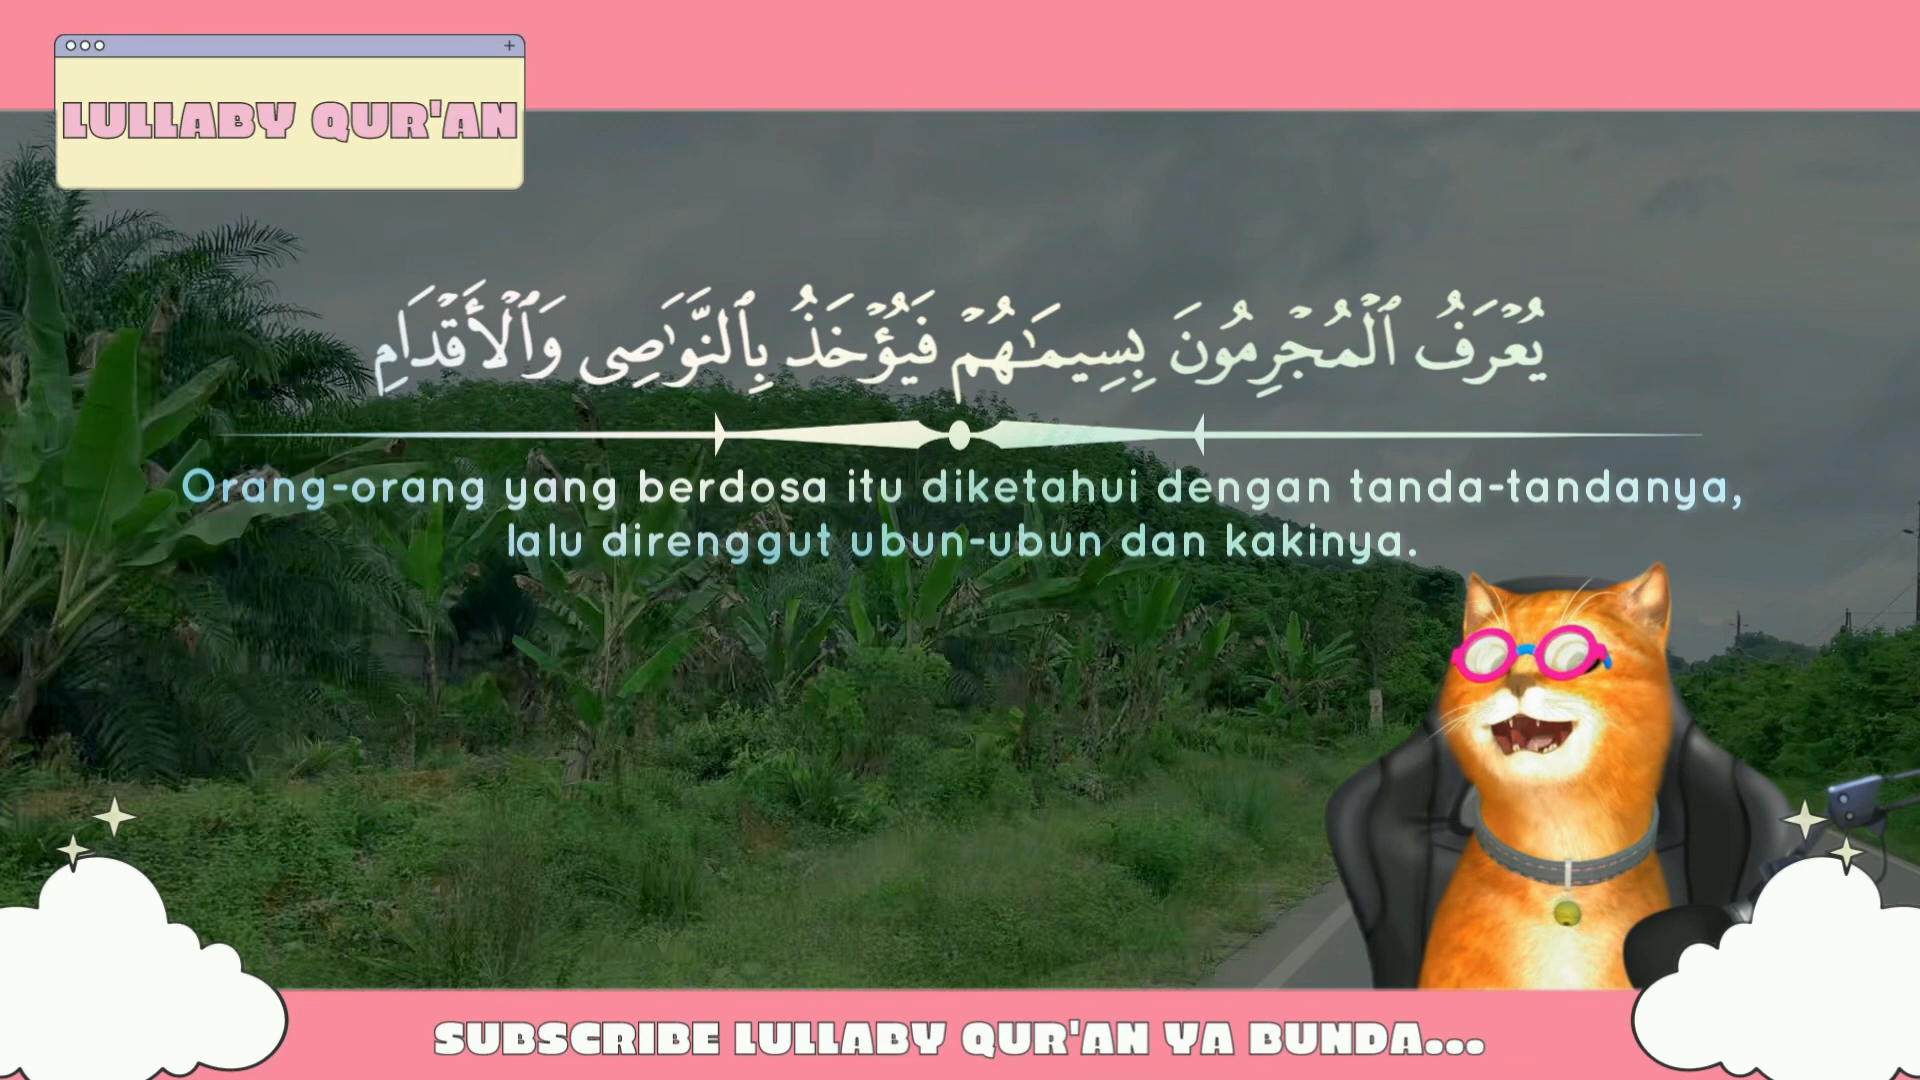 LULLABY QUR'AN
يُعْرَفُ ٱلْمُجْرِمُونَ بِسِيمَـٰهُمْ فَيُؤْخَذُ بِٱلنَّوَٰصِى وَٱلْأَقْدَامِ
Orang-orang yang berdosa itu diketahui dengan tanda-tandanya,
lalu direnggut ubun-ubun dan kakinya.
SUBSCRIBE LULLABY QUR'AN YA BUNDA...